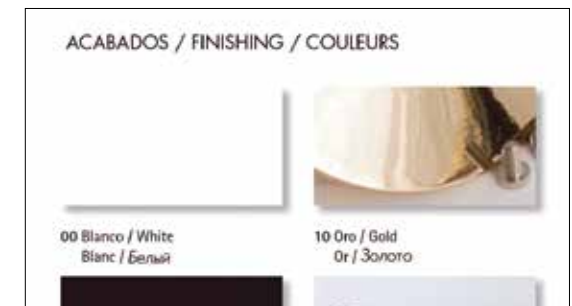 ACABADOS / FINISHING / COULEURS
00 Blanco / White
Blanc / Белый
10 Oro / Gold
Or / Золото